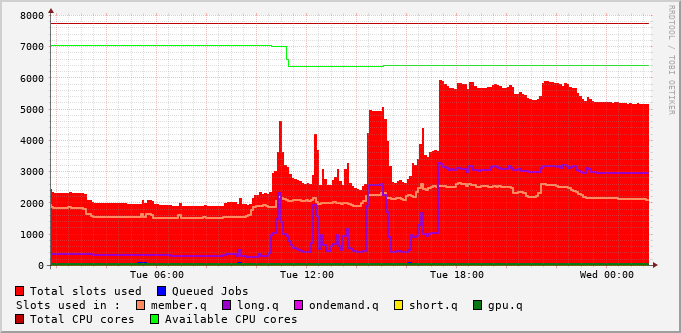 8000
7000
6000
5000
4000
3000
2000
1000
0
RRDTOOL / TOBI OETIKER
Tue 06:00 Tue 12:00 Tue 18:00 Wed 00:00
Total slots used Queued Jobs
Slots used in : member.q long.q ondemand.q short.q gpu.q
Total CPU cores Available CPU cores